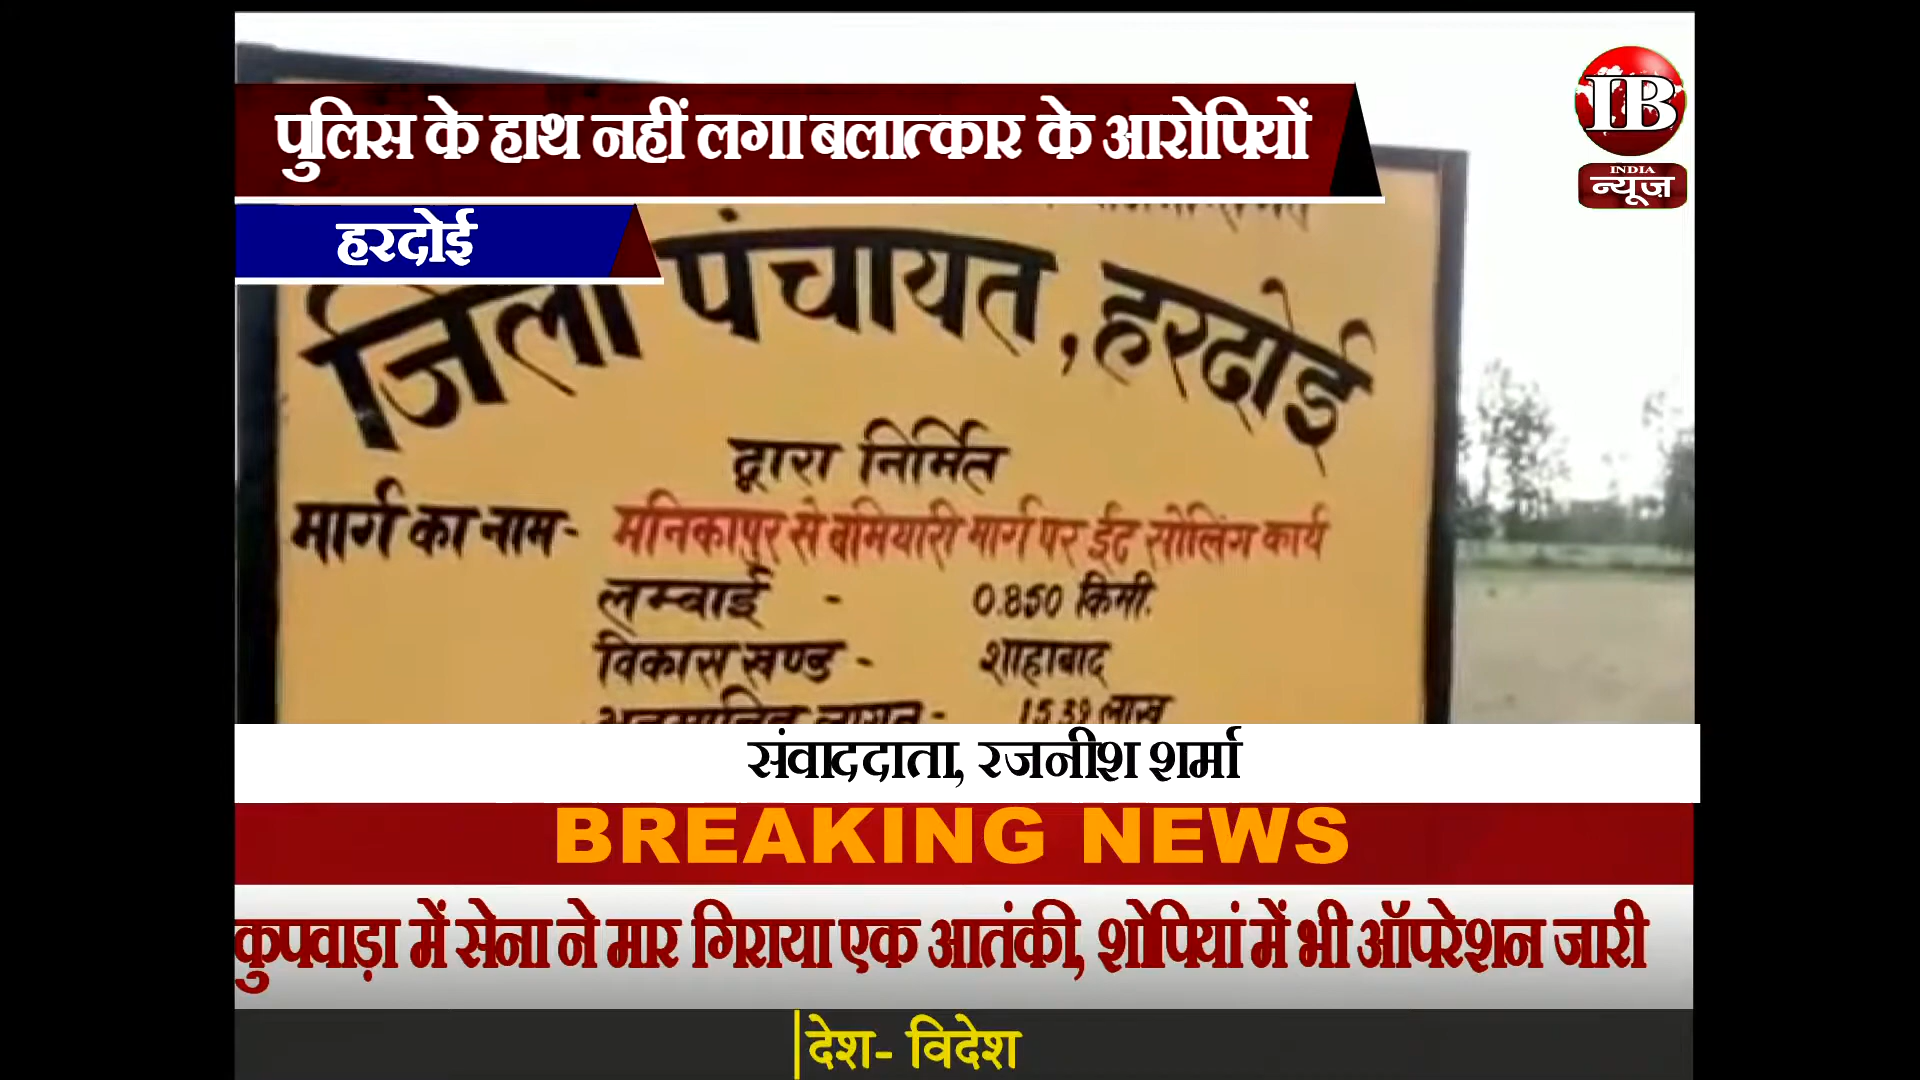 पुलिस के हाथ नहीं लगा बलात्कार के आरोपियों
IB
INDIA
न्यूज़
हरदोई
जिला पंचायत, हरदोई
द्वारा निर्मित
मार्ग का नाम- मनिकापुर से बमियारी मार्ग पर ईट सोलिंग कार्य
लम्बाई - 0.850 किमी.
विकास खण्ड - शाहाबाद
लाख
संवाददाता, रजनीश शर्मा
BREAKING NEWS
कुपवाड़ा में सेना ने मार गिराया एक आतंकी, शोपियां में भी ऑपरेशन जारी
देश- विदेश